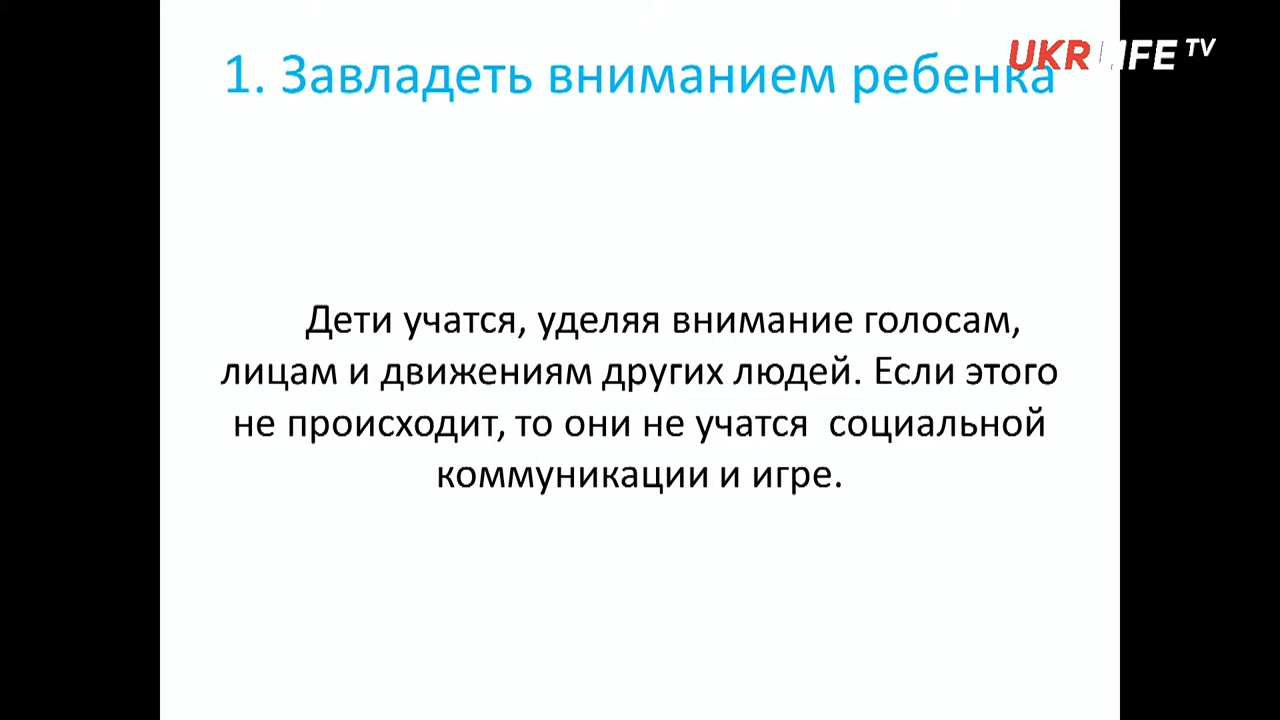 1. Завладеть вниманием ребенка
UKRLIFE TV
Дети учатся, уделяя внимание голосам,
лицам и движениям других людей. Если этого
не происходит, то они не учатся социальной
коммуникации и игре.